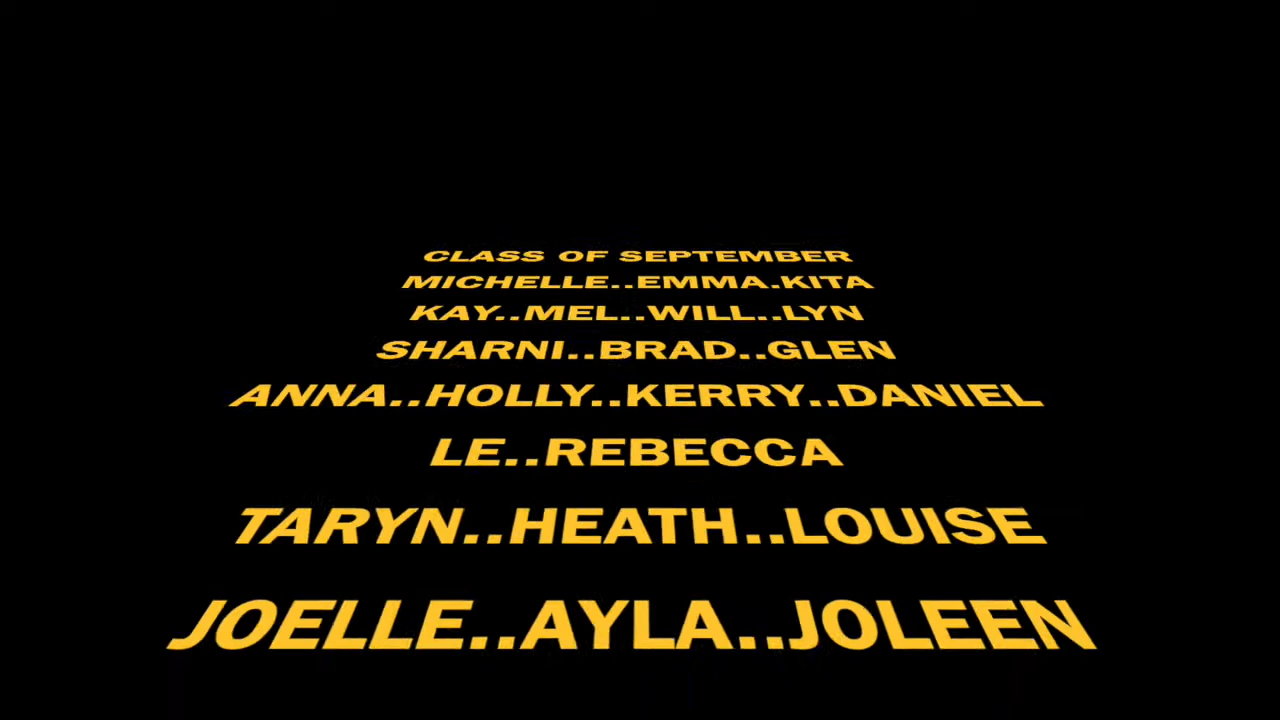 CLASS OF SEPTEMBER
MICHELLE..EMMA.KITA
KAY..MEL..WILL..LYN
SHARNI..BRAD..GLEN
ANNA..HOLLY..KERRY..DANIEL
LE..REBECCA
TARYN..HEATH..LOUISE
JOELLE..AYLA..JOLEEN